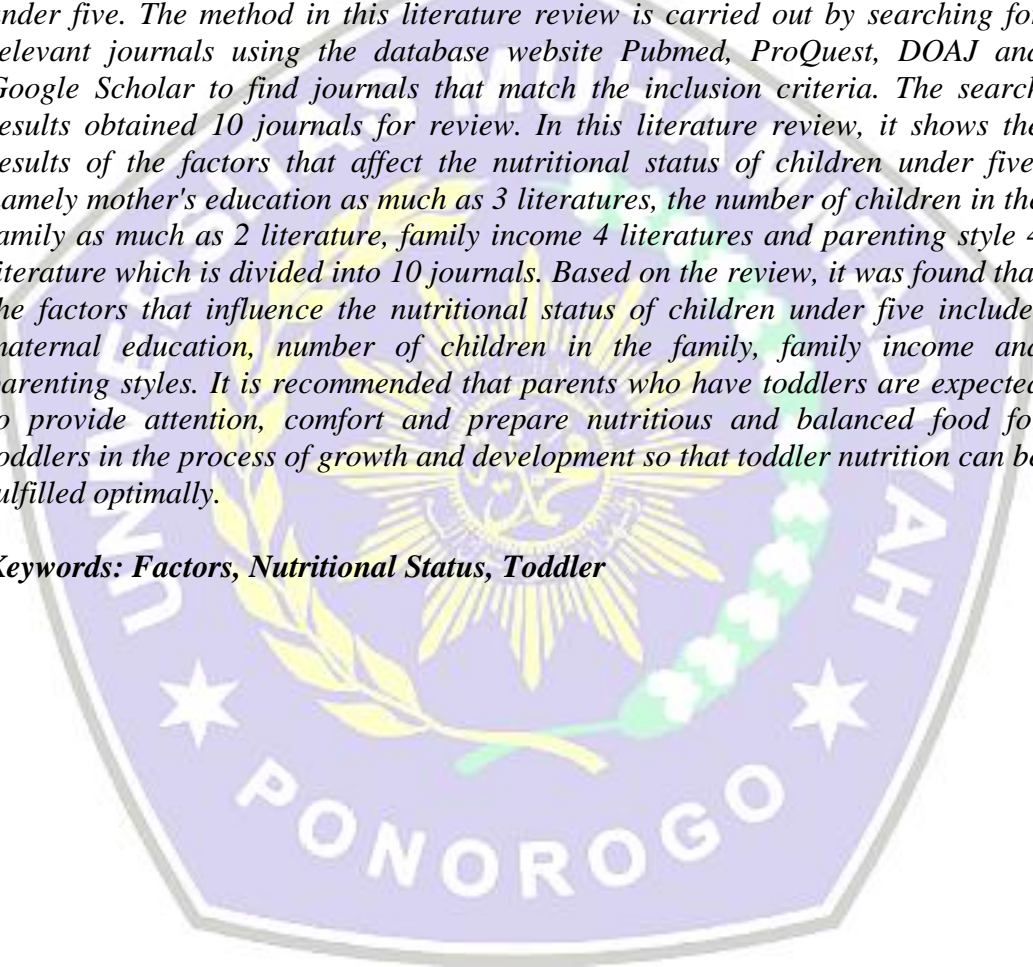 under five. The method in this literature review is carried out by searching for
relevant journals using the database website Pubmed, ProQuest, DOAJ and
Google Scholar to find journals that match the inclusion criteria. The search
results obtained 10 journals for review. In this literature review, it shows the
results of the factors that affect the nutritional status of children under five,
namely mother's education as much as 3 literatures, the number of children in the
family as much as 2 literature, family income 4 literatures and parenting style 4
literature which is divided into 10 journals. Based on the review, it was found that
the factors that influence the nutritional status of children under five include
maternal education, number of children in the family, family income and
parenting styles. It is recommended that parents who have toddlers are expected
to provide attention, comfort and prepare nutritious and balanced food for
toddlers in the process of growth and development so that toddler nutrition can be
fulfilled optimally.
Keywords: Factors, Nutritional Status, Toddler
UNIVERSITAS MUHAMMADIYAH
PONOROGO